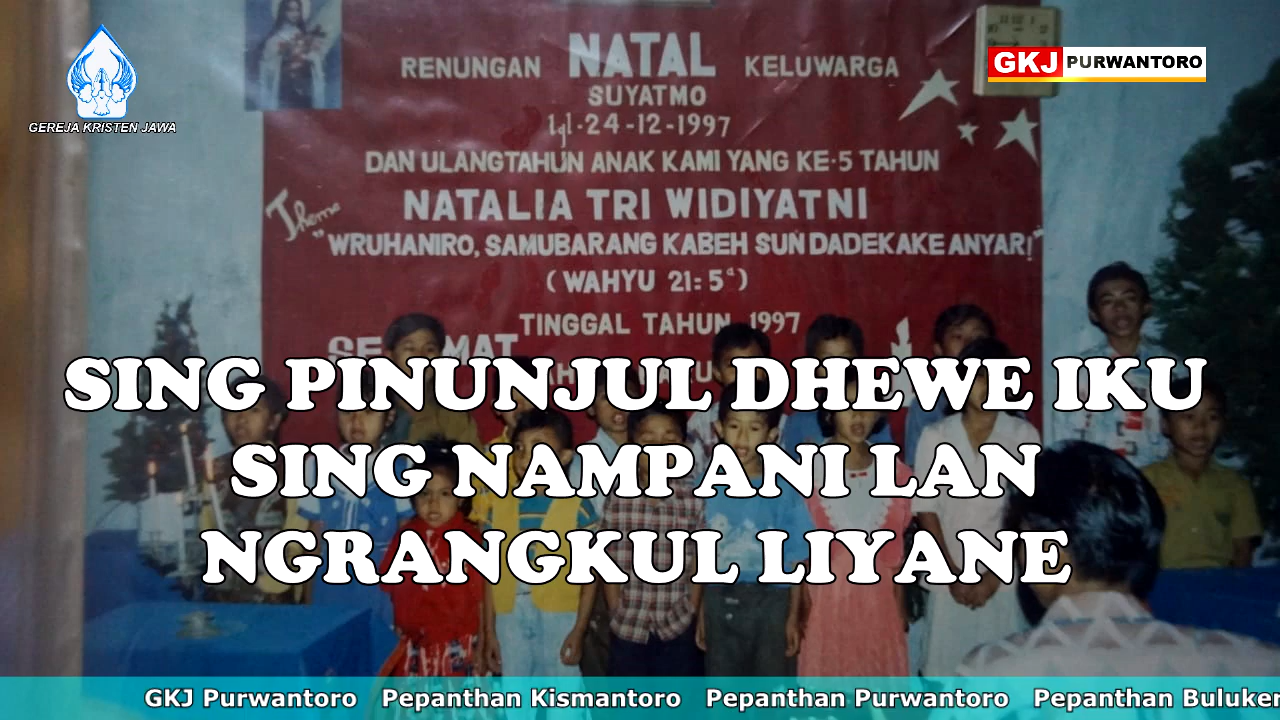 GEREJA KRISTEN JAWA
GKJ PURWANTORO
RENUNGAN NATAL KELUWARGA
SUYATMO
tgl·24-12-1997
DAN ULANGTAHUN ANAK KAMI YANG KE·5 TAHUN
NATALIA TRI WIDIYATNI
Thema
"WRUHANIRO, SAMUBARANG KABEH SUN DADEKAKE ANYAR!"
(WAHYU 21:5ª)
TINGGAL TAHUN 1997
SING PINUNJUL DHEWE IKU
SING NAMPANI LAN
NGRANGKUL LIYANE
GKJ Purwantoro Pepanthan Kismantoro Pepanthan Purwantoro Pepanthan